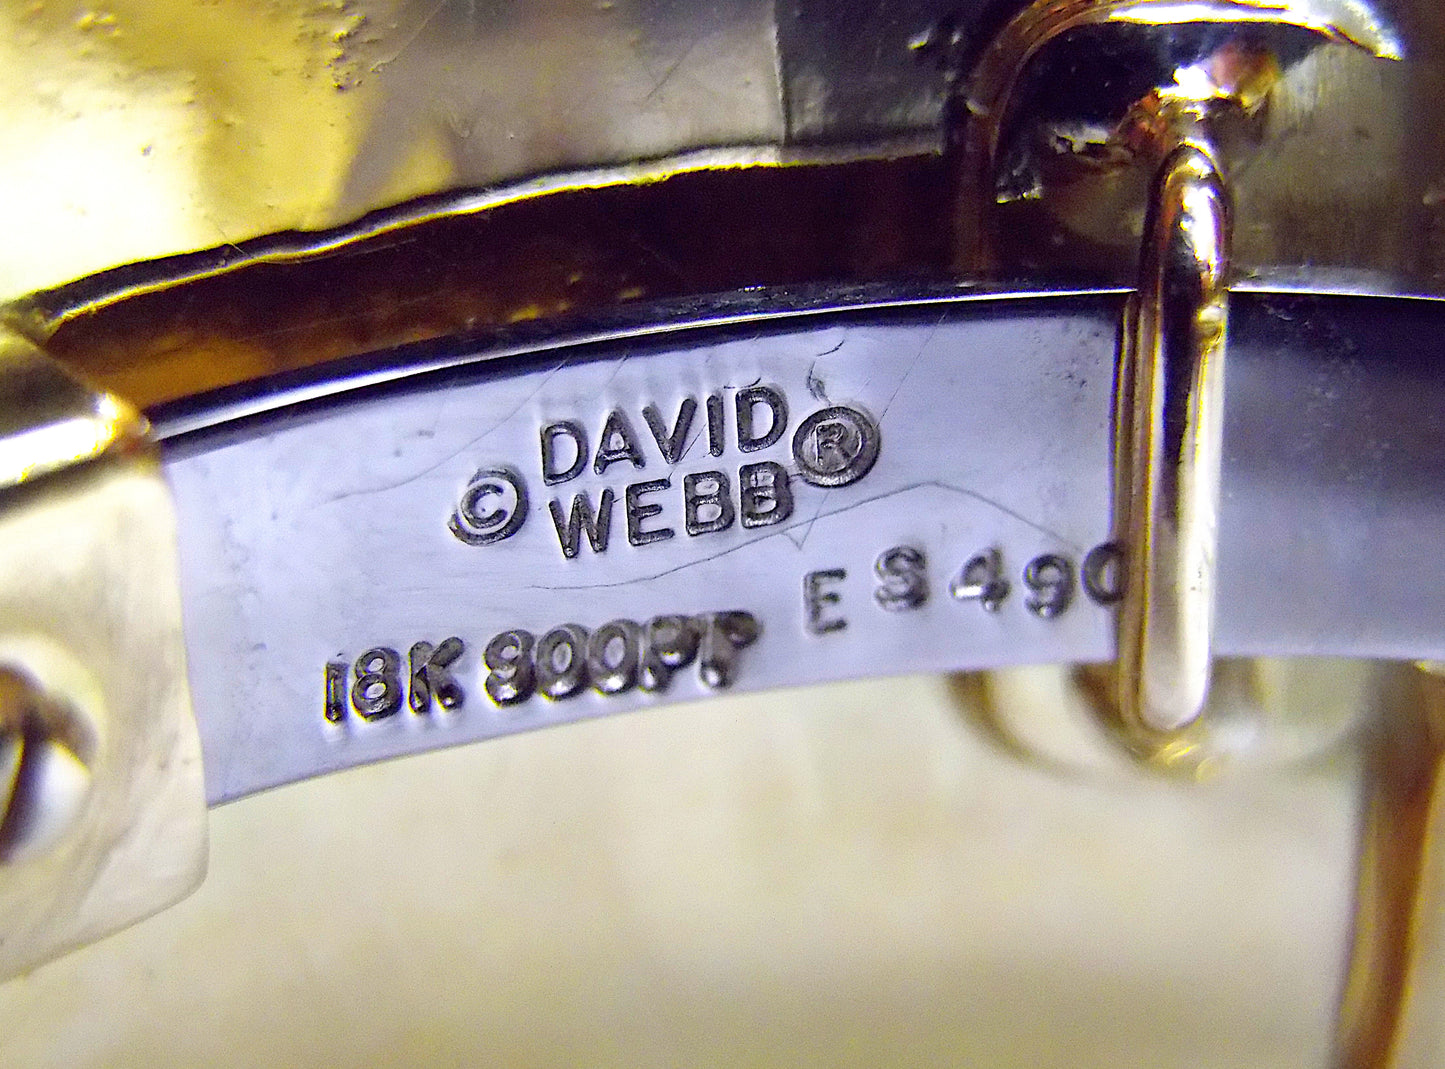 © DAVID ®
WEBB
18K 900PT
E S 490